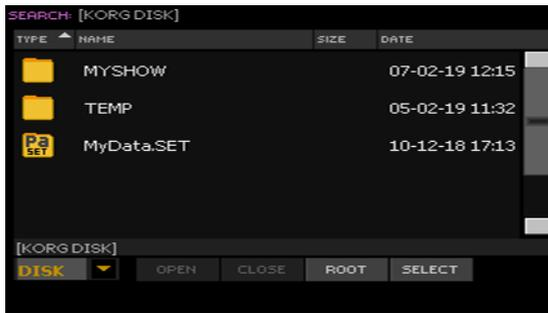 SEARCH: [KORG DISK]
TYPE NAME SIZE DATE
MYSHOW 07-02-19 12:15
TEMP 05-02-19 11:32
Pa SET MyData.SET 10-12-18 17:13
[KORG DISK]
DISK OPEN CLOSE ROOT SELECT